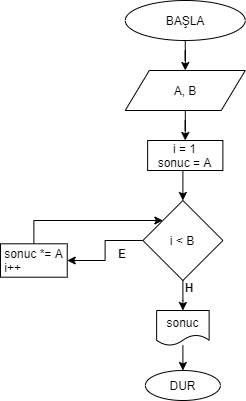 BAŞLA
A, B
i = 1
sonuc = A
i < B
E
sonuc *= A
i++
H
sonuc
DUR